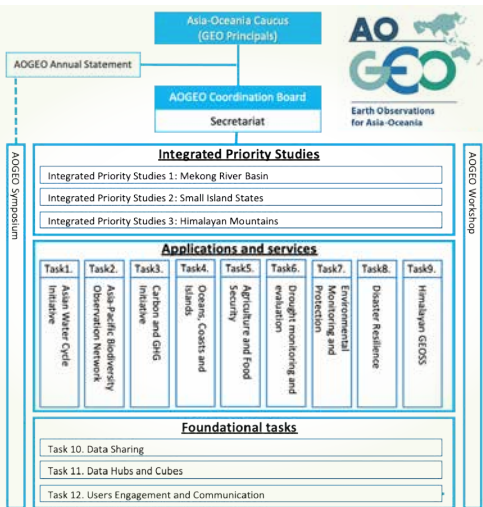 Asia-Oceania Caucus
(GEO Principals)
AO
GEO
Earth Observations
for Asia-Oceania
AOGEO Annual Statement
AOGEO Coordination Board
Secretariat
AOGEO Symposium
AOGEO Workshop
Integrated Priority Studies
Integrated Priority Studies 1: Mekong River Basin
Integrated Priority Studies 2: Small Island States
Integrated Priority Studies 3: Himalayan Mountains
Applications and services
Task1.
Asian Water Cycle
Initiative
Task2.
Asia-Pacific Biodiversity
Observation Network
Task3.
Carbon and GHG
Initiative
Task4.
Oceans, Coasts and
Islands
Task5.
Agriculture and Food
Security
Task6.
Drought monitoring and
evaluation
Task7.
Environmental
Monitoring and
Protection
Task8.
Disaster Resilience
Task9.
Himalayan GEOSS
Foundational tasks
Task 10. Data Sharing
Task 11. Data Hubs and Cubes
Task 12. Users Engagement and Communication